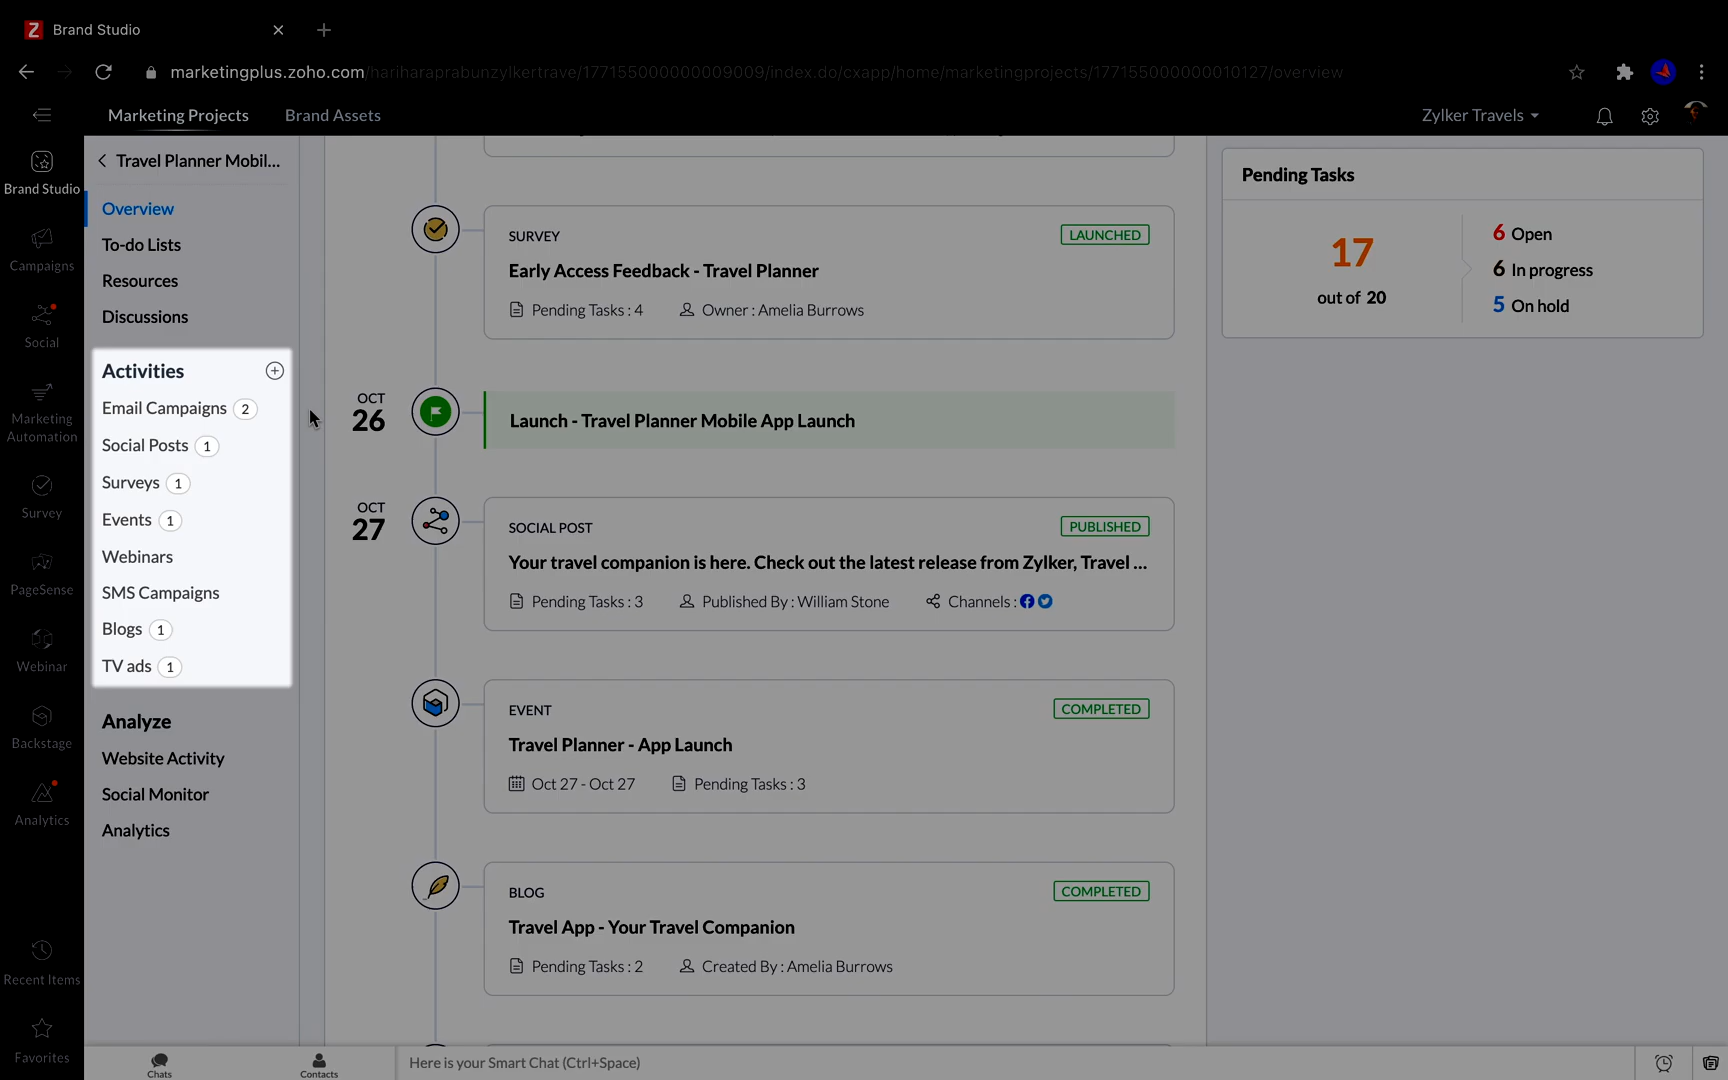 Brand Studio
marketingplus.zoho.com/hariharaprabunzylkertrave/177155000000009009/index.do/cxapp/home/marketingprojects/177155000000010127/overview
Marketing Projects
Brand Assets
Zylker Travels
Brand Studio
Campaigns
Social
Marketing
Automation
Survey
PageSense
Webinar
Backstage
Analytics
Recent Items
Favorites
Travel Planner Mobil...
Overview
To-do Lists
Resources
Discussions
Activities
Email Campaigns 2
Social Posts 1
Surveys 1
Events 1
Webinars
SMS Campaigns
Blogs 1
TV ads 1
Analyze
Website Activity
Social Monitor
Analytics
SURVEY
LAUNCHED
Early Access Feedback - Travel Planner
Pending Tasks : 4
Owner : Amelia Burrows
OCT
26
Launch - Travel Planner Mobile App Launch
OCT
27
SOCIAL POST
PUBLISHED
Your travel companion is here. Check out the latest release from Zylker, Travel ...
Pending Tasks : 3
Published By : William Stone
Channels :
EVENT
COMPLETED
Travel Planner - App Launch
Oct 27 - Oct 27
Pending Tasks : 3
BLOG
COMPLETED
Travel App - Your Travel Companion
Pending Tasks : 2
Created By : Amelia Burrows
Pending Tasks
17
out of 20
6 Open
6 In progress
5 On hold
Chats
Contacts
Here is your Smart Chat (Ctrl+Space)